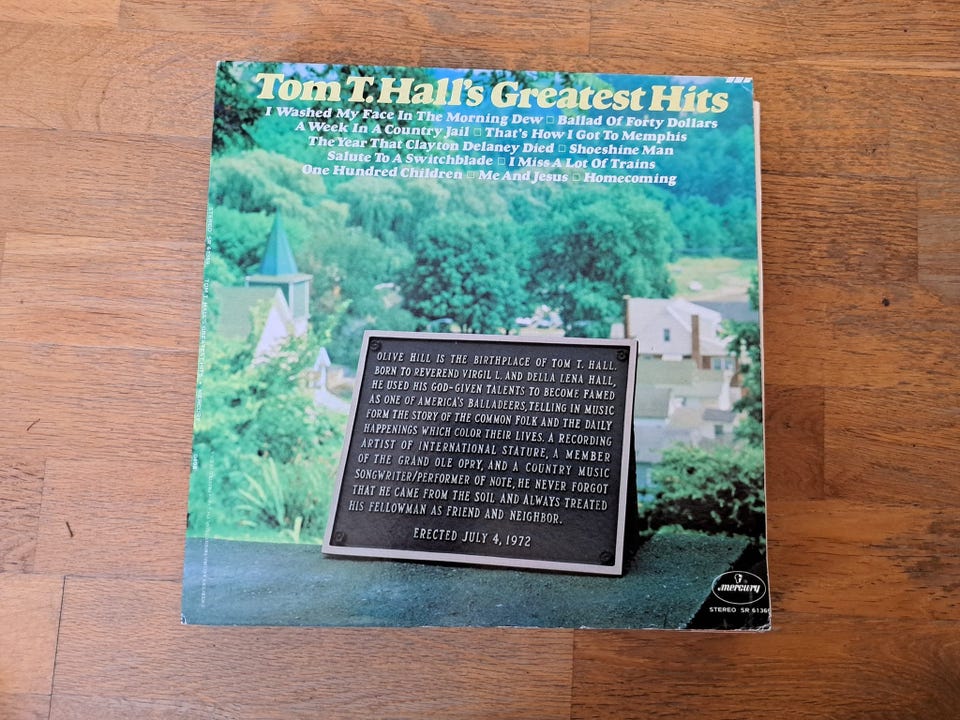 Tom T. Hall's Greatest Hits
I Washed My Face In The Morning Dew □ Ballad Of Forty Dollars
A Week In A Country Jail □ That's How I Got To Memphis
The Year That Clayton Delaney Died □ Shoeshine Man
Salute To A Switchblade □ I Miss A Lot Of Trains
One Hundred Children □ Me And Jesus □ Homecoming
OLIVE HILL IS THE BIRTHPLACE OF TOM T. HALL.
BORN TO REVEREND VIRGIL L. AND DELLA LENA HALL,
HE USED HIS GOD-GIVEN TALENTS TO BECOME FAMED
AS ONE OF AMERICA'S BALLADEERS, TELLING IN MUSIC
FORM THE STORY OF THE COMMON FOLK AND THE DAILY
HAPPENINGS WHICH COLOR THEIR LIVES. A RECORDING
ARTIST OF INTERNATIONAL STATURE, A MEMBER
OF THE GRAND OLE OPRY, AND A COUNTRY MUSIC
SONGWRITER/PERFORMER OF NOTE, HE NEVER FORGOT
THAT HE CAME FROM THE SOIL AND ALWAYS TREATED
HIS FELLOWMAN AS FRIEND AND NEIGHBOR.
ERECTED JULY 4, 1972
mercury
STEREO SR 6136